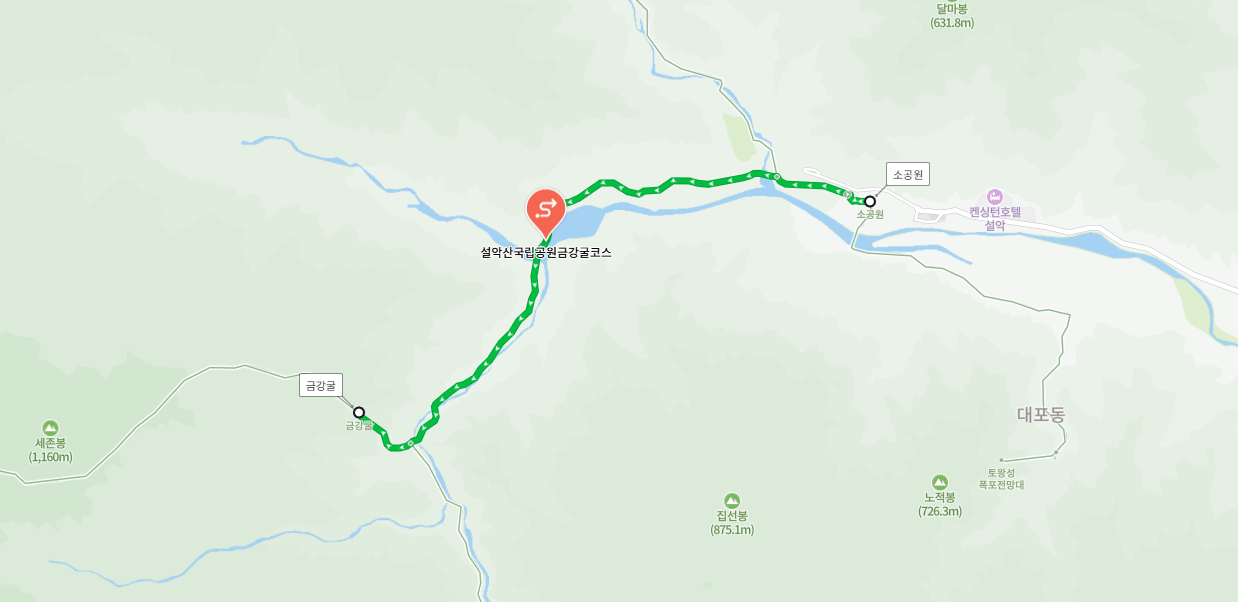 달마봉
(631.8m)
소공원
켄싱턴호텔
설악
소공원
설악산국립공원금강굴코스
금강굴
금강굴
세존봉
(1,160m)
대포동
토왕성
폭포전망대
노적봉
(726.3m)
집선봉
(875.1m)